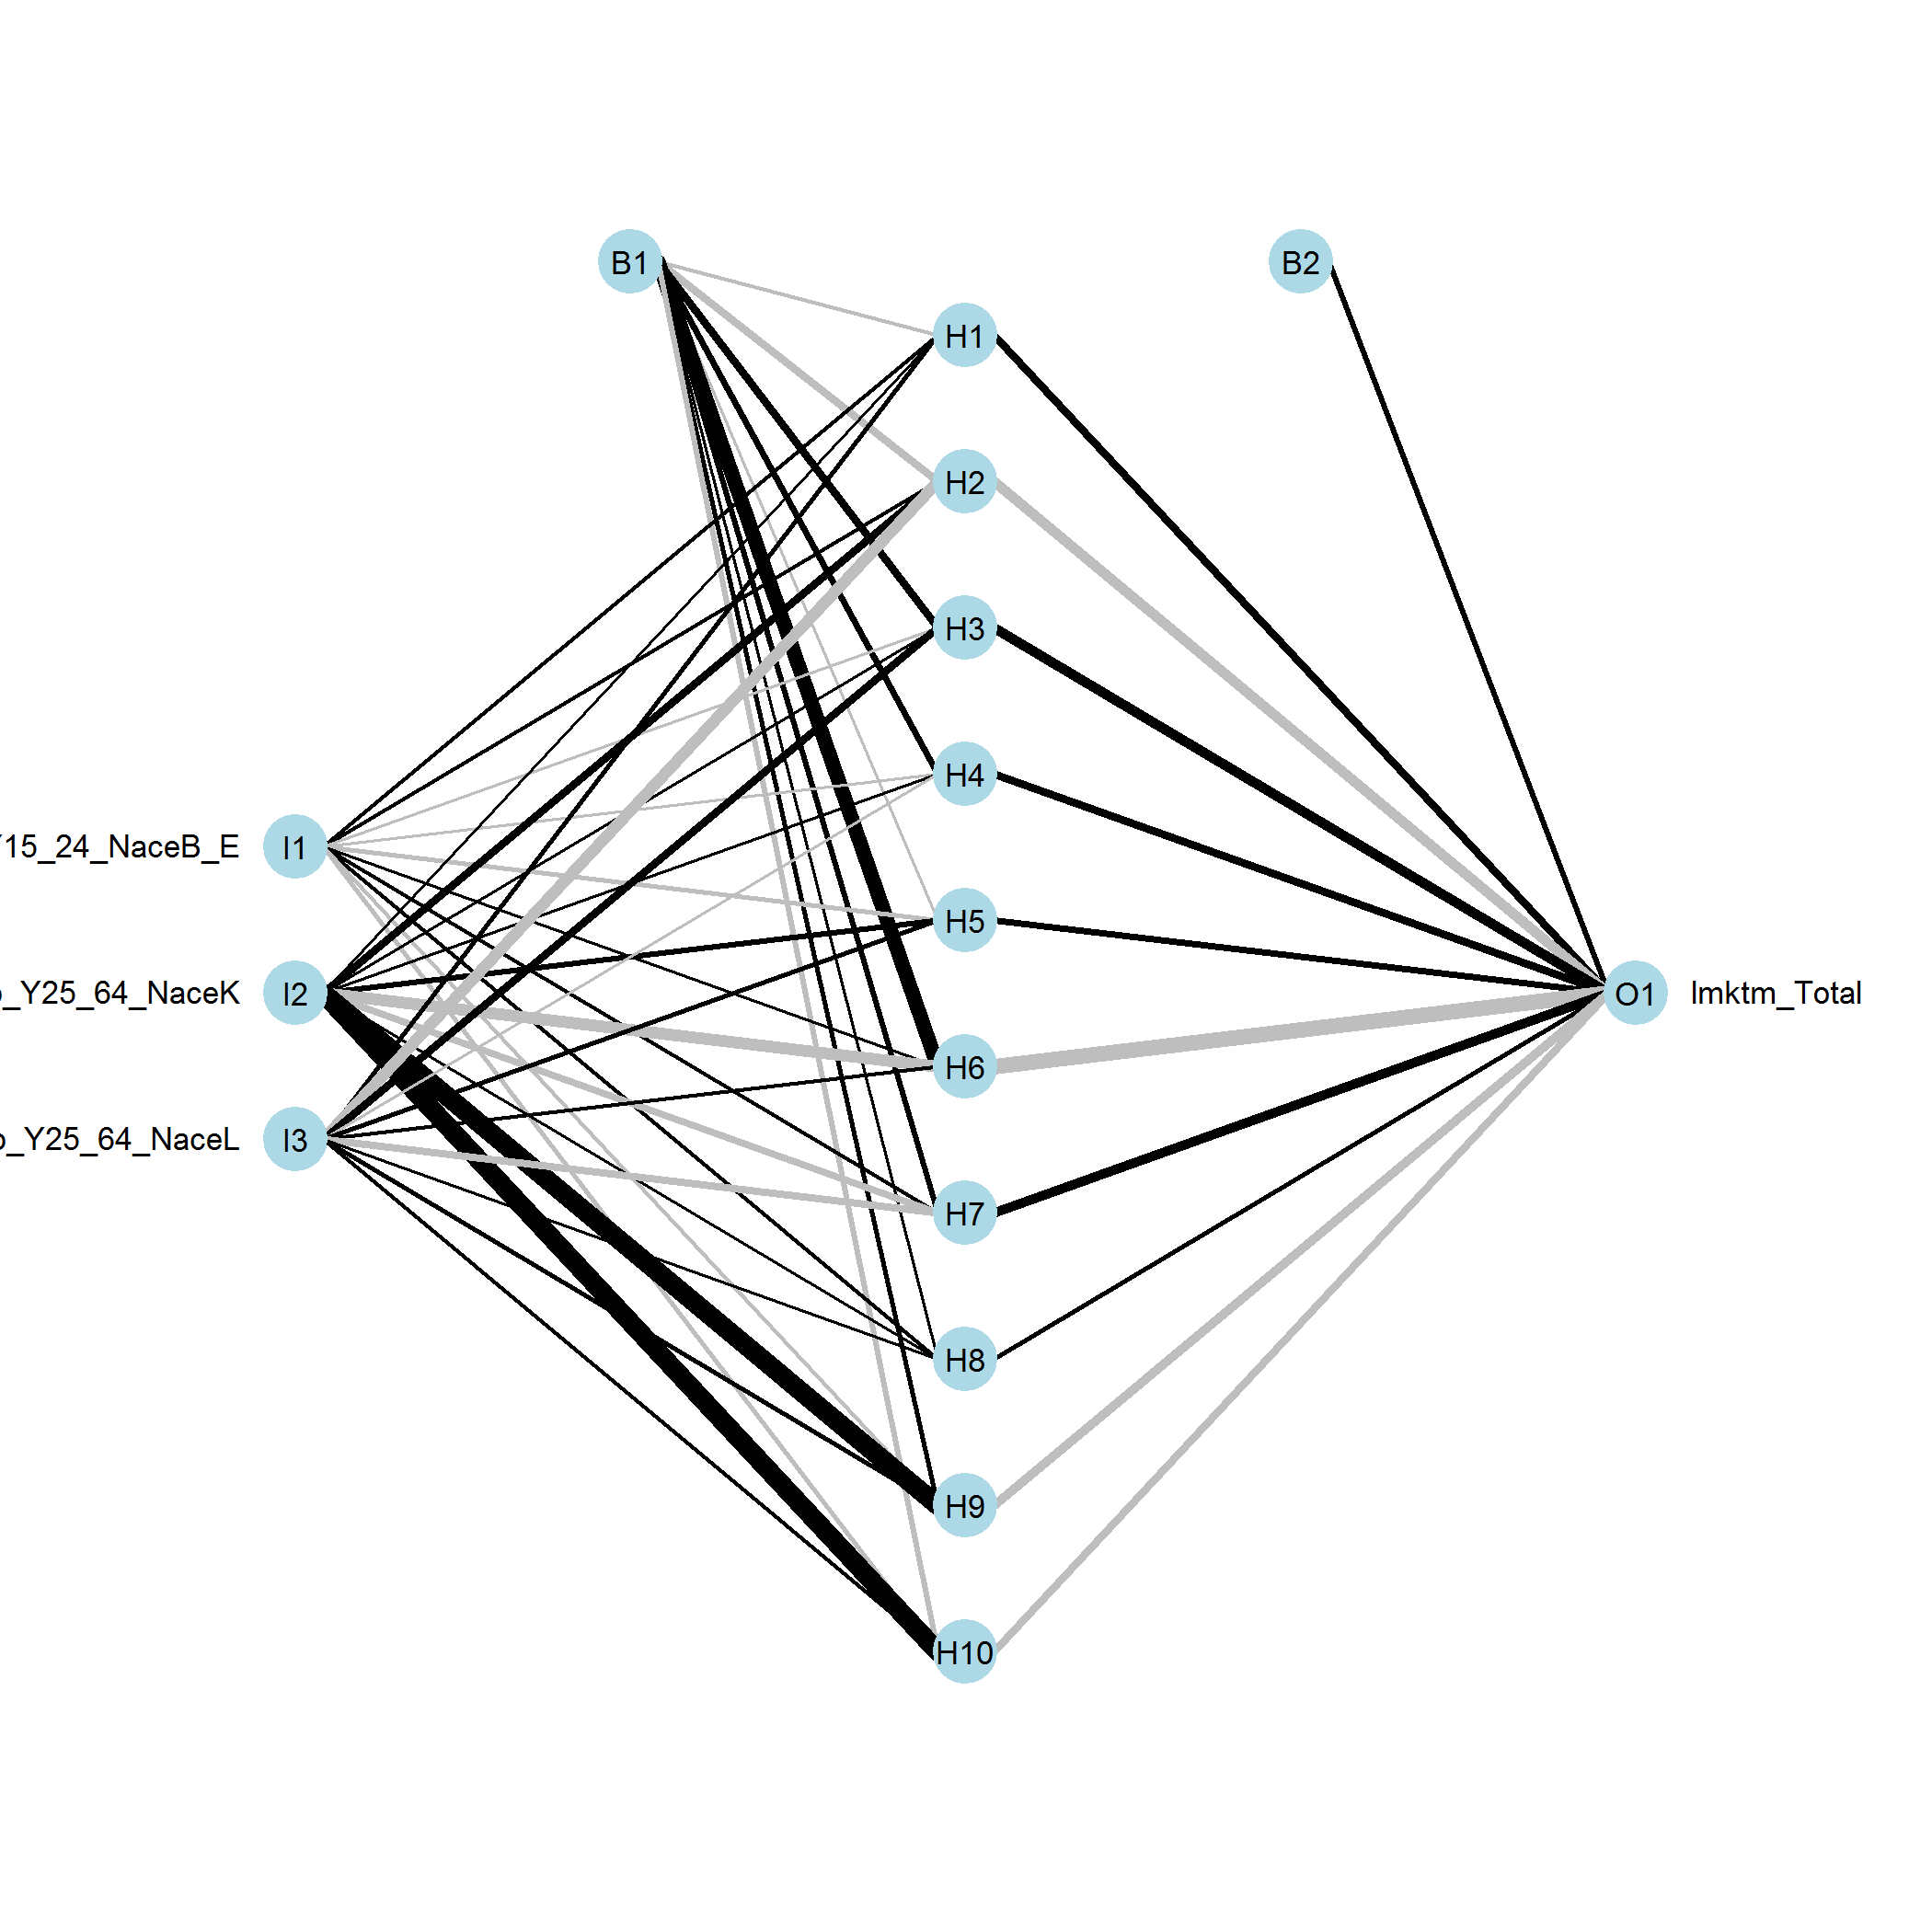 B1
B2
H1
H2
H3
H4
Y15_24_NaceB_E
I1
H5
_Y25_64_NaceK
I2
O1
lmktm_Total
H6
_Y25_64_NaceL
I3
H7
H8
H9
H10